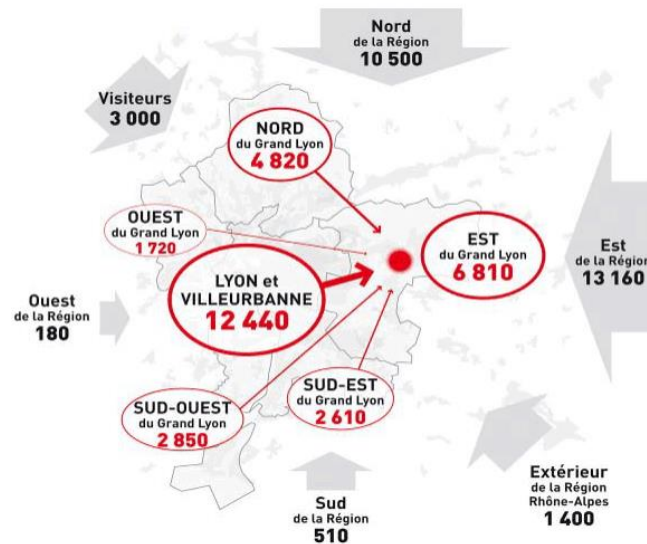 Nord
de la Région
10 500
Visiteurs
3 000
NORD
du Grand Lyon
4 820
OUEST
du Grand Lyon
1 720
EST
du Grand Lyon
6 810
Est
de la Région
13 160
LYON et
VILLEURBANNE
12 440
Ouest
de la Région
180
SUD-OUEST
du Grand Lyon
2 850
SUD-EST
du Grand Lyon
2 610
Sud
de la Région
510
Extérieur
de la Région
Rhône-Alpes
1 400